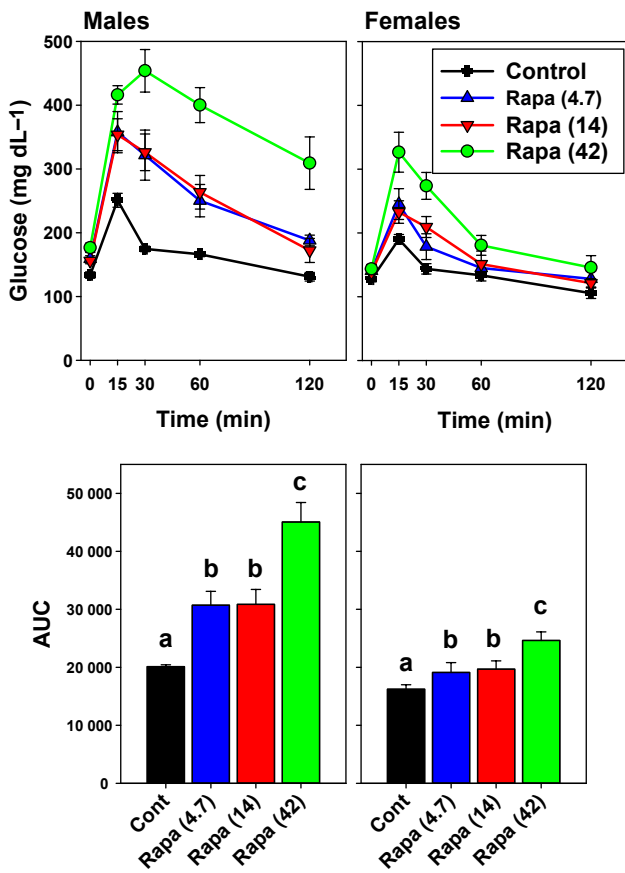 Males
Females
600
500
400
300
200
100
0
Glucose (mg dL−1)
Control
Rapa (4.7)
Rapa (14)
Rapa (42)
0 15 30 60 120
0 15 30 60 120
Time (min)
Time (min)
50 000
40 000
30 000
20 000
10 000
0
AUC
a b b c
a b b c
Cont Rapa (4.7) Rapa (14) Rapa (42)
Cont Rapa (4.7) Rapa (14) Rapa (42)